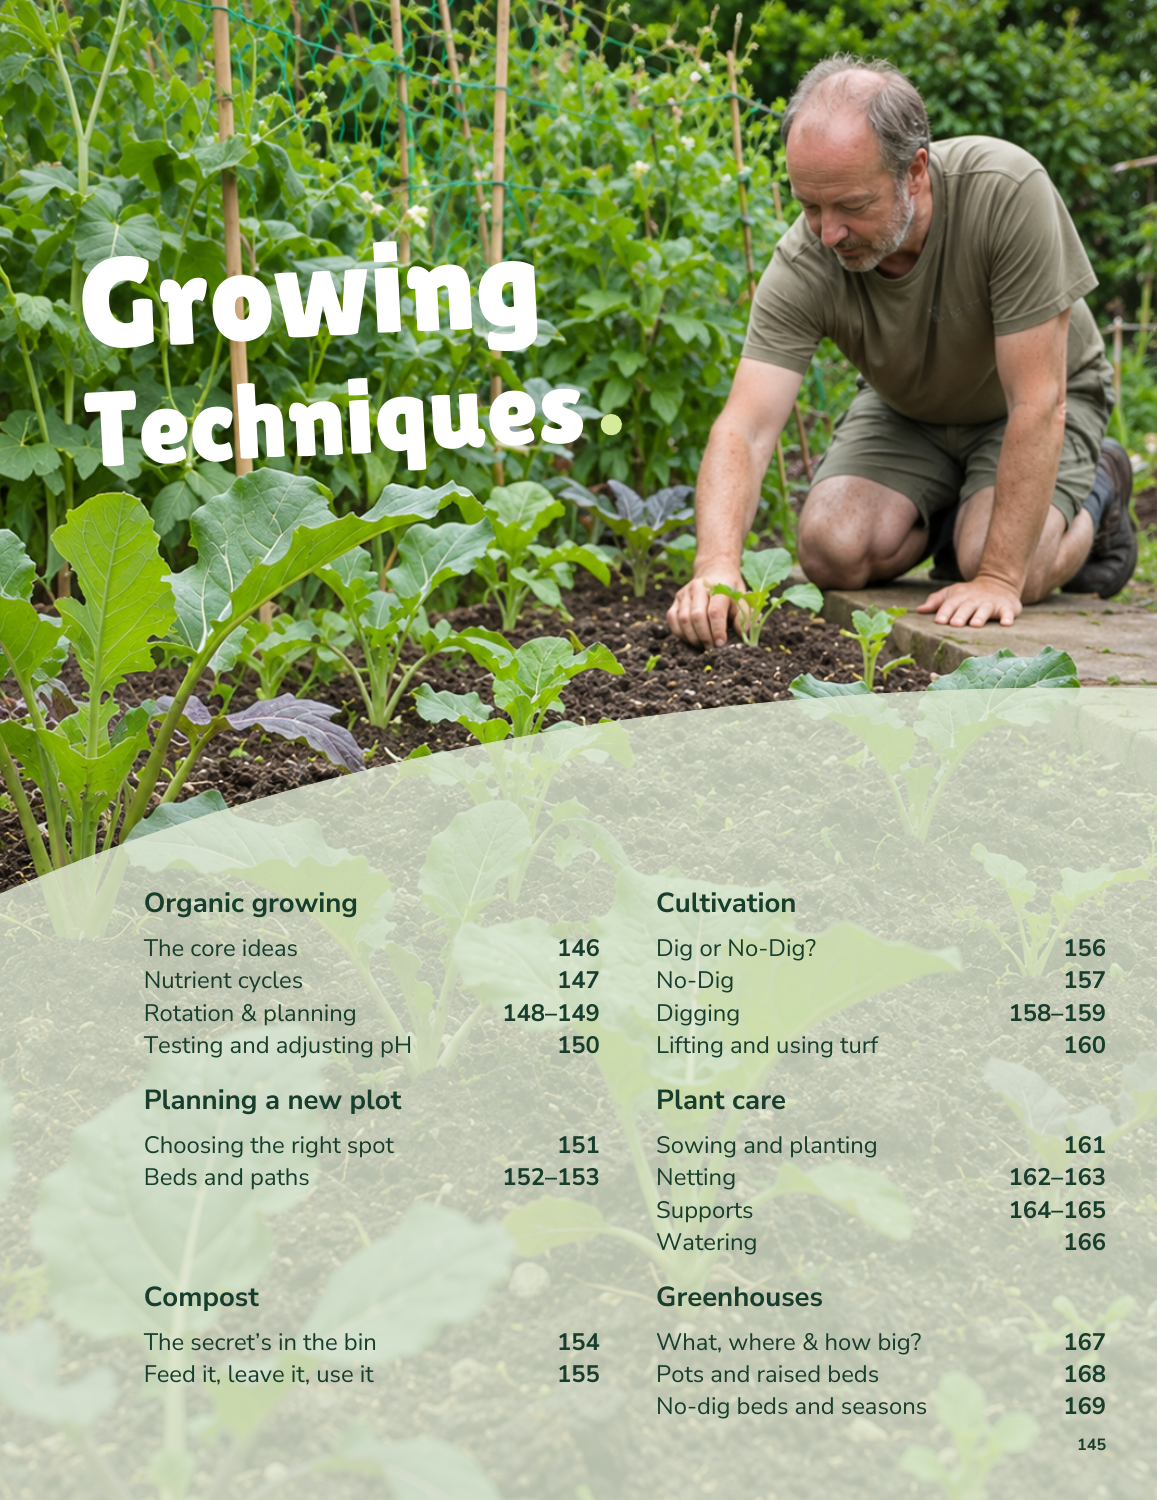 Growing
Techniques.
Organic growing
The core ideas 146
Nutrient cycles 147
Rotation & planning 148–149
Testing and adjusting pH 150
Planning a new plot
Choosing the right spot 151
Beds and paths 152–153
Compost
The secret’s in the bin 154
Feed it, leave it, use it 155
Cultivation
Dig or No-Dig? 156
No-Dig 157
Digging 158–159
Lifting and using turf 160
Plant care
Sowing and planting 161
Netting 162–163
Supports 164–165
Watering 166
Greenhouses
What, where & how big? 167
Pots and raised beds 168
No-dig beds and seasons 169
145